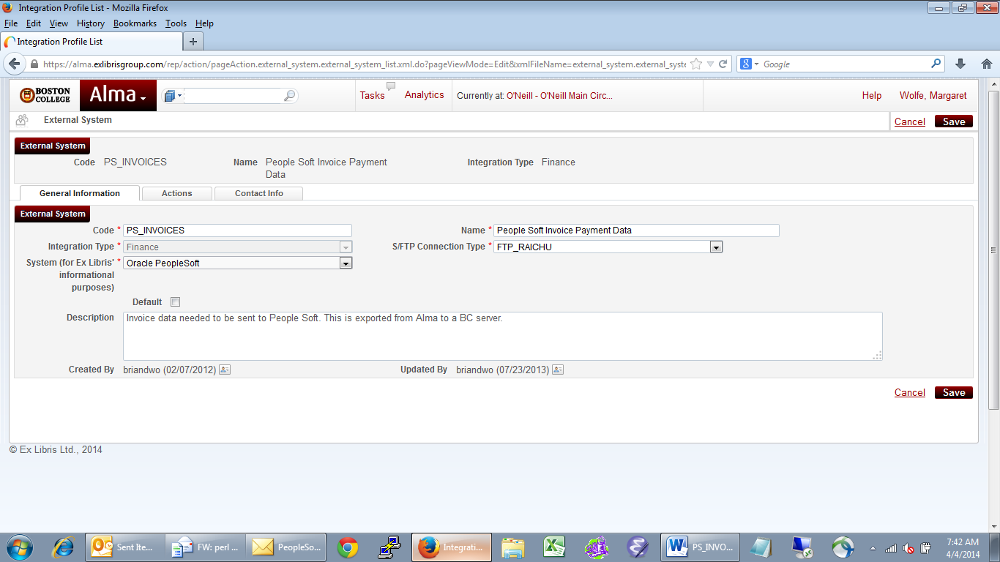 Integration Profile List - Mozilla Firefox
File Edit View History Bookmarks Tools Help
Integration Profile List
https://alma.exlibrisgroup.com/rep/action/pageAction.external_system.external_system_list.xml.do?pageViewMode=Edit&xmlFileName=external_system.external_syste
Google
BOSTON COLLEGE
Alma
Tasks
Analytics
Currently at: O'Neill - O'Neill Main Circ...
Help
Wolfe, Margaret
External System
Cancel
Save
External System
Code PS_INVOICES Name People Soft Invoice Payment Integration Type Finance
Data
General Information Actions Contact Info
External System
Code * PS_INVOICES Name * People Soft Invoice Payment Data
Integration Type * Finance S/FTP Connection Type * FTP_RAICHU
System (for Ex Libris' * Oracle PeopleSoft
informational
purposes)
Default
Description Invoice data needed to be sent to People Soft. This is exported from Alma to a BC server.
Created By briandwo (02/07/2012) Updated By briandwo (07/23/2013)
Cancel Save
© Ex Libris Ltd., 2014
Sent Ite... FW: perl ... PeopleSo... Integrati... PS_INVO...
7:42 AM
4/4/2014